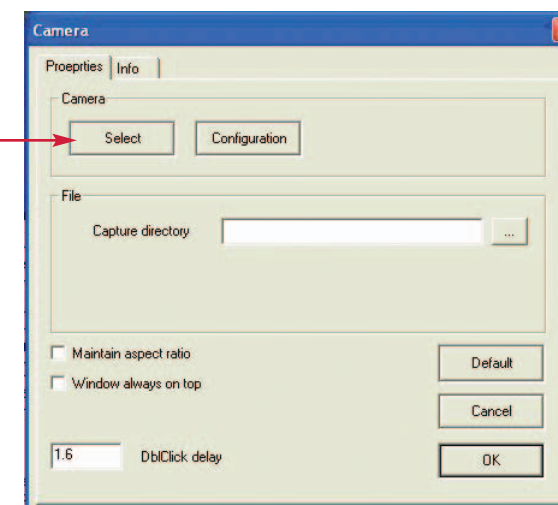 Camera
Proeprties Info
Camera
Select Configuration
File
Capture directory ...
Maintain aspect ratio
Default
Window always on top
Cancel
1.6 DblClick delay
OK